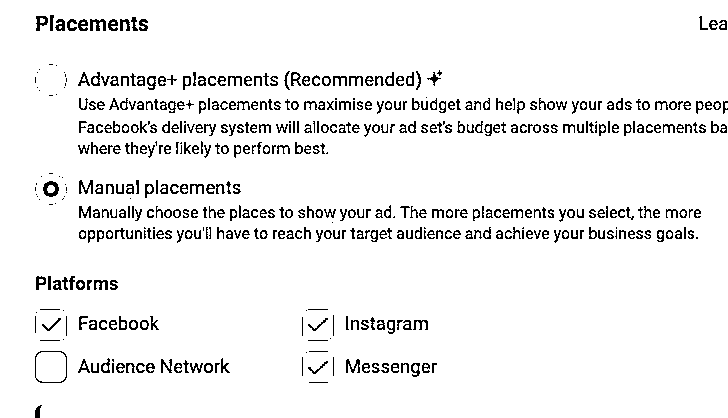 Placements
Lea
Advantage+ placements (Recommended)
Use Advantage+ placements to maximise your budget and help show your ads to more peop
Facebook's delivery system will allocate your ad set's budget across multiple placements ba
where they're likely to perform best.
Manual placements
Manually choose the places to show your ad. The more placements you select, the more
opportunities you'll have to reach your target audience and achieve your business goals.
Platforms
Facebook
Instagram
Audience Network
Messenger